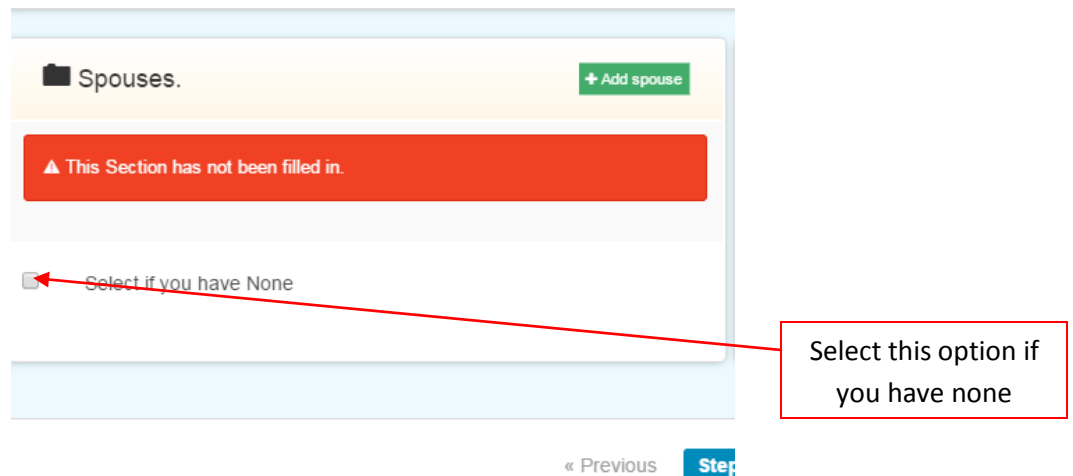 Spouses.
+ Add spouse
This Section has not been filled in.
Select if you have None
Select this option if
you have none
« Previous
Step